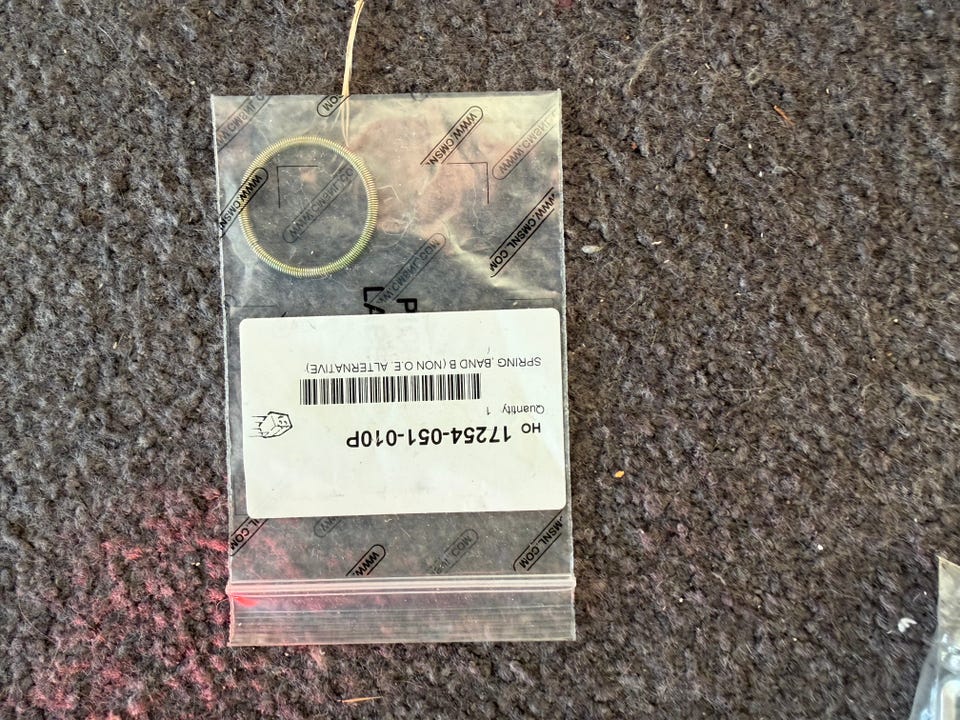 HO 17254-051-010P
Quantity 1
SPRING, BAND B (NON O.E. ALTERNATIVE)
WWW.CMSNL.COM